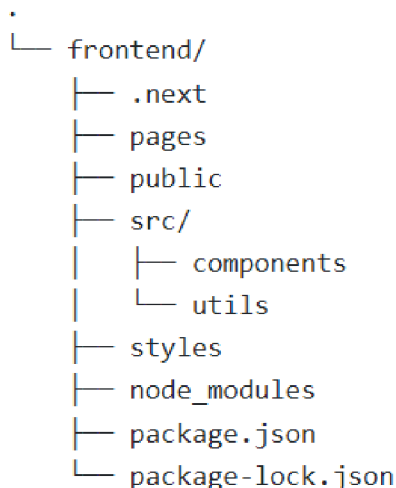 .
└── frontend/
    ├── .next
    ├── pages
    ├── public
    ├── src/
    │   ├── components
    │   └── utils
    ├── styles
    ├── node_modules
    ├── package.json
    └── package-lock.json